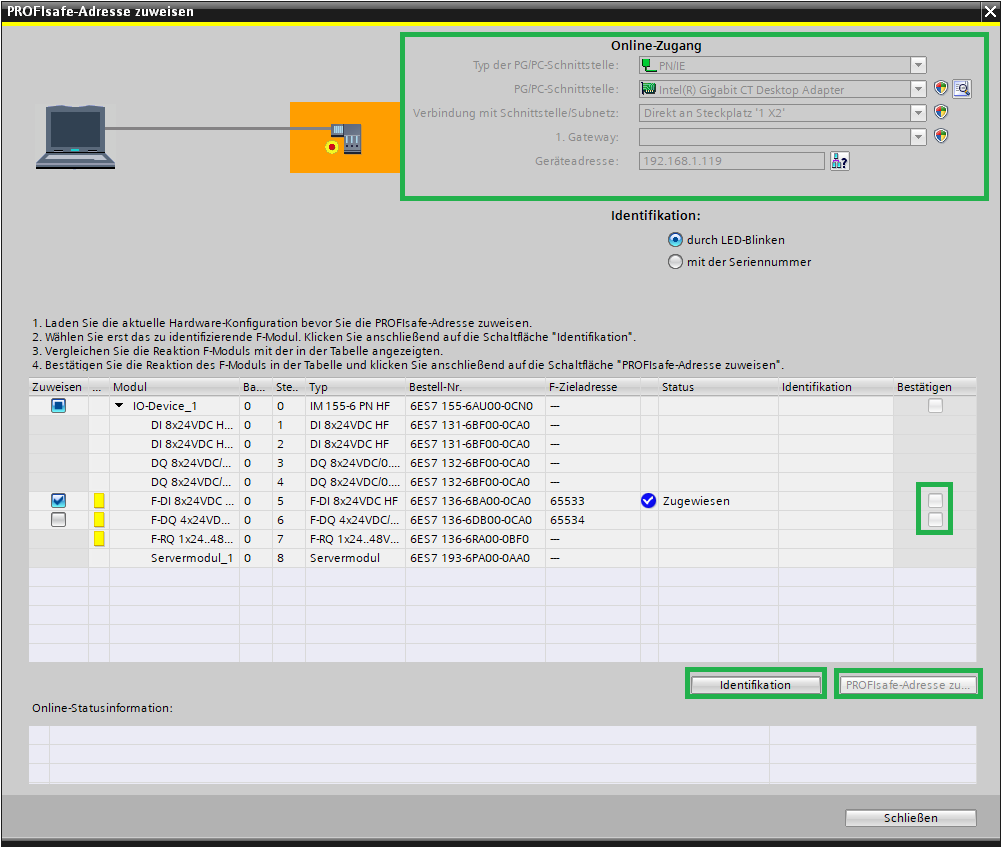 PROFIsafe-Adresse zuweisen
Online-Zugang
Typ der PG/PC-Schnittstelle: PN/IE
PG/PC-Schnittstelle: Intel(R) Gigabit CT Desktop Adapter
Verbindung mit Schnittstelle/Subnetz: Direkt an Steckplatz '1 X2'
1. Gateway:
Geräteadresse: 192.168.1.119
Identifikation:
durch LED-Blinken
mit der Seriennummer
1. Laden Sie die aktuelle Hardware-Konfiguration bevor Sie die PROFIsafe-Adresse zuweisen.
2. Wählen Sie erst das zu identifizierende F-Modul. Klicken Sie anschließend auf die Schaltfläche "Identifikation".
3. Vergleichen Sie die Reaktion F-Moduls mit der in der Tabelle angezeigten.
4. Bestätigen Sie die Reaktion des F-Moduls in der Tabelle und klicken Sie anschließend auf die Schaltfläche "PROFIsafe-Adresse zuweisen".
Zuweisen ... Modul Ba... Ste.. Typ Bestell-Nr. F-Zieladresse Status Identifikation Bestätigen
IO-Device_1 0 0 IM 155-6 PN HF 6ES7 155-6AU00-0CN0 ---
DI 8x24VDC H... 0 1 DI 8x24VDC HF 6ES7 131-6BF00-0CA0 ---
DI 8x24VDC H... 0 2 DI 8x24VDC HF 6ES7 131-6BF00-0CA0 ---
DQ 8x24VDC/... 0 3 DQ 8x24VDC/0.... 6ES7 132-6BF00-0CA0 ---
DQ 8x24VDC/... 0 4 DQ 8x24VDC/0.... 6ES7 132-6BF00-0CA0 ---
F-DI 8x24VDC ... 0 5 F-DI 8x24VDC HF 6ES7 136-6BA00-0CA0 65533 Zugewiesen
F-DQ 4x24VD... 0 6 F-DQ 4x24VDC/... 6ES7 136-6DB00-0CA0 65534
F-RQ 1x24..48... 0 7 F-RQ 1x24..48V... 6ES7 136-6RA00-0BF0 ---
Servermodul_1 0 8 Servermodul 6ES7 193-6PA00-0AA0 ---
Identifikation PROFIsafe-Adresse zu...
Online-Statusinformation:
Schließen